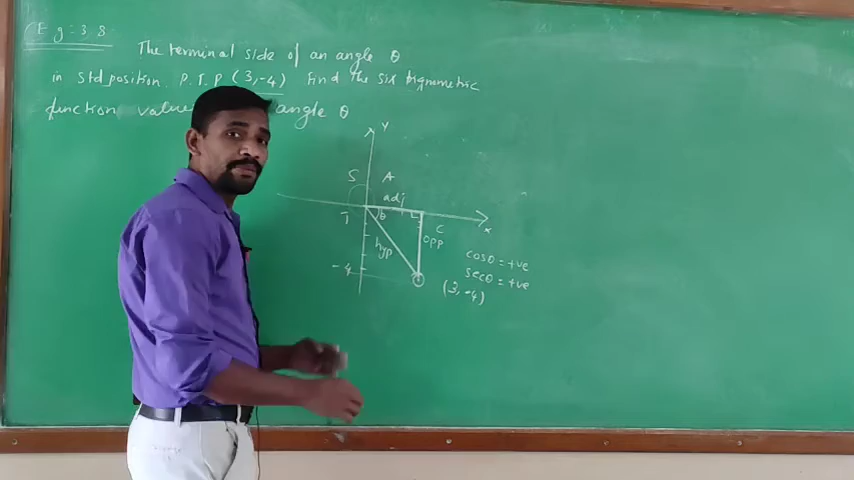 Eg:3.8
The terminal side of an angle θ
in std position P.T.P (3,-4) Find the six trignometric
function value angle θ
Y
S A
adj
T θ C x
hyp opp
-4
cosθ = +ve
secθ = +ve
(3,-4)